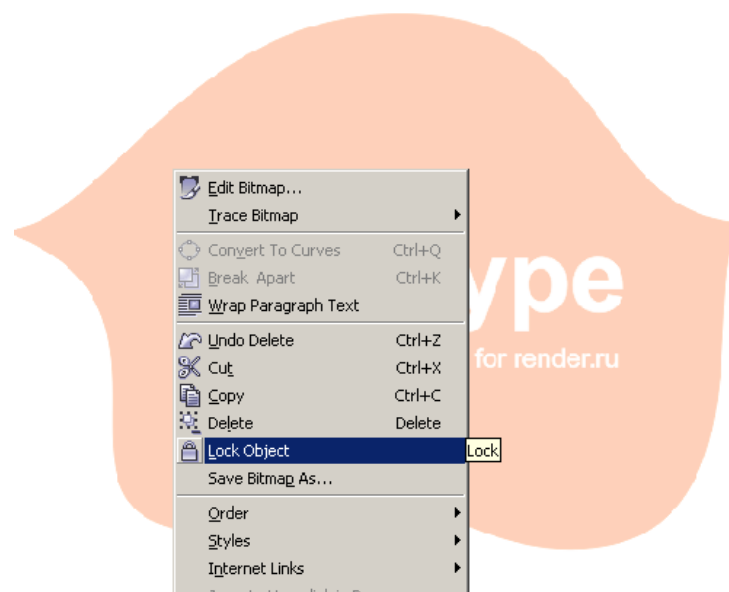 Edit Bitmap...
Trace Bitmap
Convert To Curves Ctrl+Q
Break Apart Ctrl+K
Wrap Paragraph Text
ype
Undo Delete Ctrl+Z
for render.ru
Cut Ctrl+X
Copy Ctrl+C
Delete Delete
Lock Object
Lock
Save Bitmap As...
Order
Styles
Internet Links